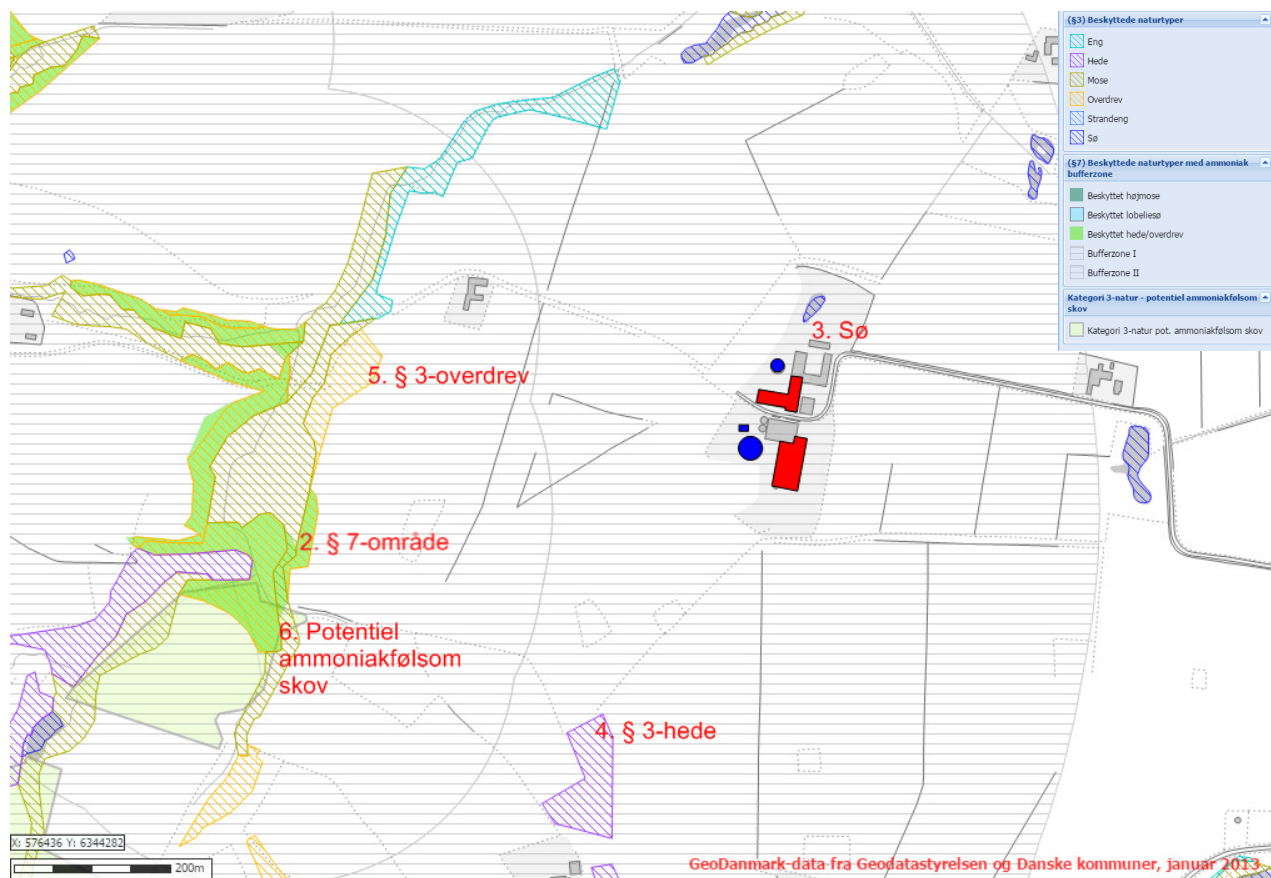 (§3) Beskyttede naturtyper
Eng
Hede
Mose
Overdrev
Strandeng
Sø
(§7) Beskyttede naturtyper med ammoniak
bufferzone
Beskyttet højmose
Beskyttet lobeliesø
Beskyttet hede/overdrev
Bufferzone I
Bufferzone II
Kategori 3-natur - potentiel ammoniakfølsom
skov
Kategori 3-natur pot. ammoniakfølsom skov
3. Sø
5. § 3-overdrev
2. § 7-område
6. Potentiel
ammoniakfølsom
skov
4. § 3-hede
X: 576436 Y: 6344282
200m
GeoDanmark-data fra Geodatastyrelsen og Danske kommuner, januar 2013